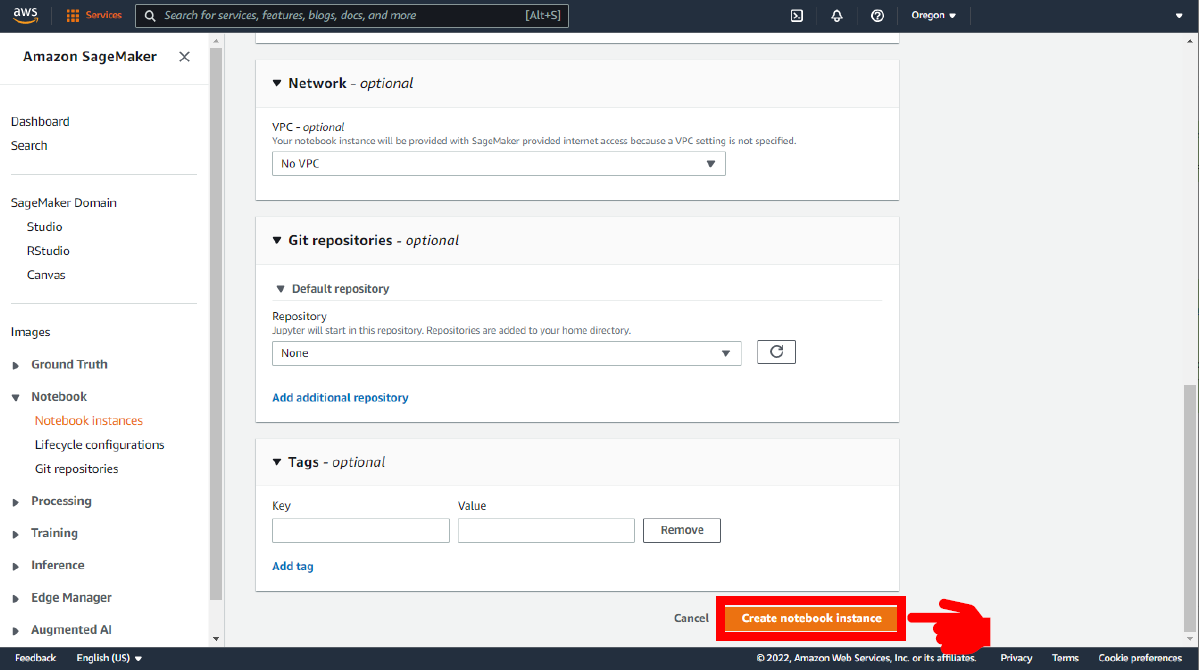 aws
Services
Search for services, features, blogs, docs, and more
[Alt+S]
Oregon
Amazon SageMaker
Dashboard
Search
SageMaker Domain
Studio
RStudio
Canvas
Images
Ground Truth
Notebook
Notebook instances
Lifecycle configurations
Git repositories
Processing
Training
Inference
Edge Manager
Augmented AI
Network - optional
VPC - optional
Your notebook instance will be provided with SageMaker provided internet access because a VPC setting is not specified.
No VPC
Git repositories - optional
Default repository
Repository
Jupyter will start in this repository. Repositories are added to your home directory.
None
Add additional repository
Tags - optional
Key Value
Remove
Add tag
Cancel Create notebook instance
Feedback English (US) © 2022, Amazon Web Services, Inc. or its affiliates. Privacy Terms Cookie preferences